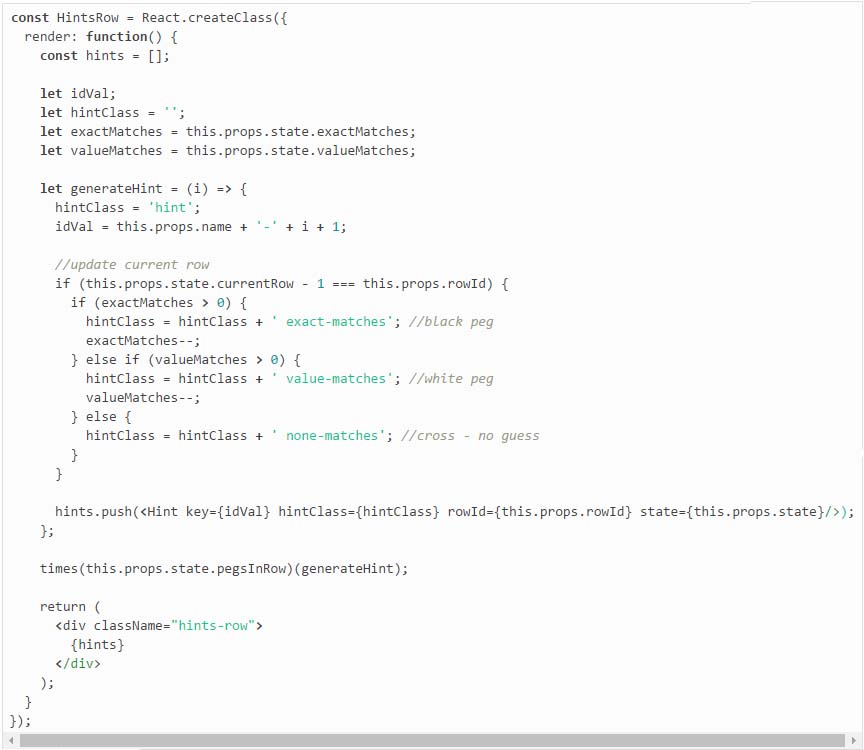 const HintsRow = React.createClass({
  render: function() {
    const hints = [];

    let idVal;
    let hintClass = '';
    let exactMatches = this.props.state.exactMatches;
    let valueMatches = this.props.state.valueMatches;

    let generateHint = (i) => {
      hintClass = 'hint';
      idVal = this.props.name + '-' + i + 1;

      //update current row
      if (this.props.state.currentRow - 1 === this.props.rowId) {
        if (exactMatches > 0) {
          hintClass = hintClass + ' exact-matches'; //black peg
          exactMatches--;
        } else if (valueMatches > 0) {
          hintClass = hintClass + ' value-matches'; //white peg
          valueMatches--;
        } else {
          hintClass = hintClass + ' none-matches'; //cross - no guess
        }
      }

      hints.push(<Hint key={idVal} hintClass={hintClass} rowId={this.props.rowId} state={this.props.state}/>);
    };

    times(this.props.state.pegsInRow)(generateHint);

    return (
      <div className="hints-row">
        {hints}
      </div>
    );
  }
});